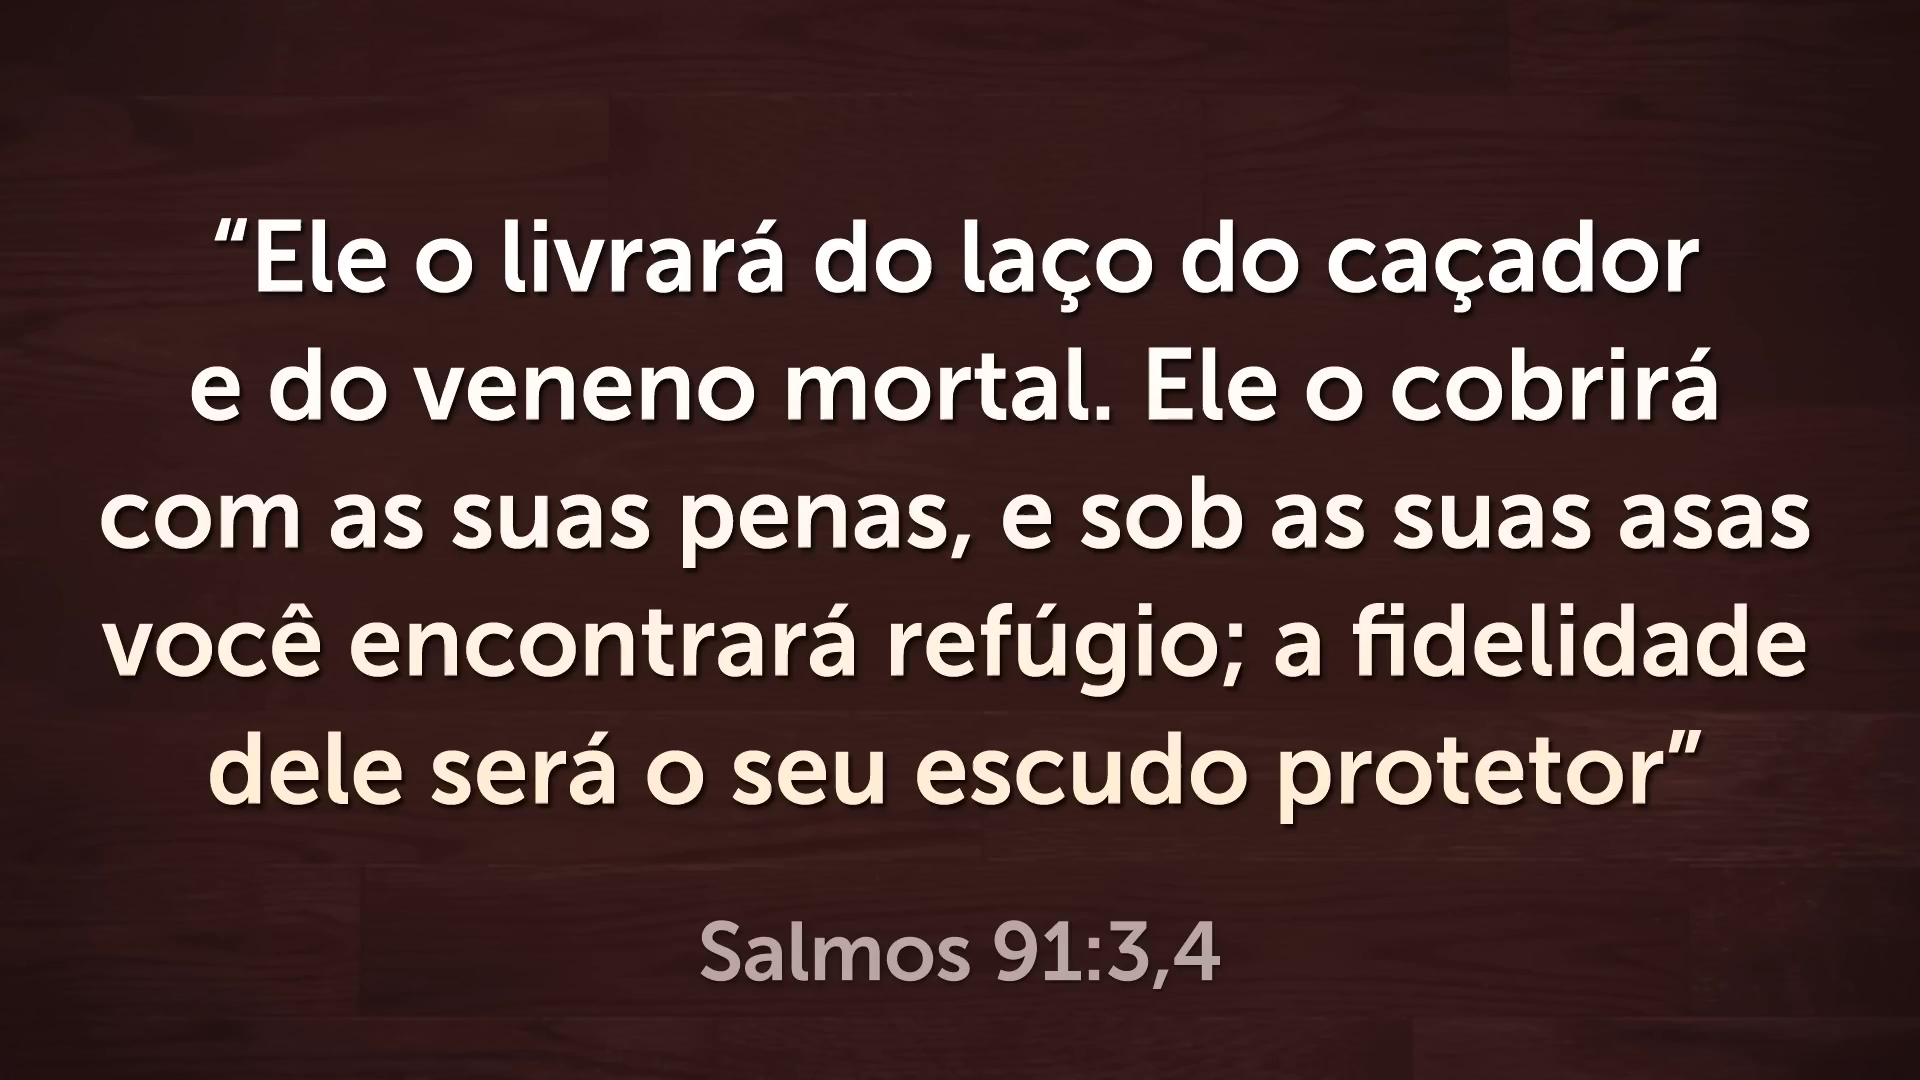 “Ele o livrará do laço do caçador
e do veneno mortal. Ele o cobrirá
com as suas penas, e sob as suas asas
você encontrará refúgio; a fidelidade
dele será o seu escudo protetor”
Salmos 91:3,4